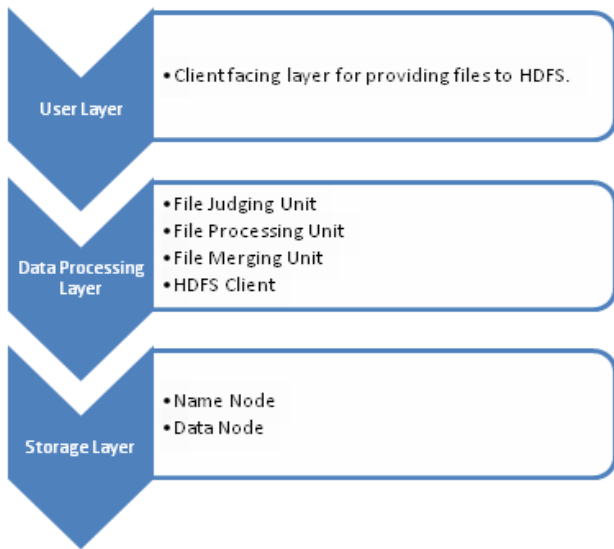 User Layer
• Client facing layer for providing files to HDFS.
Data Processing
Layer
• File Judging Unit
• File Processing Unit
• File Merging Unit
• HDFS Client
Storage Layer
• Name Node
• Data Node